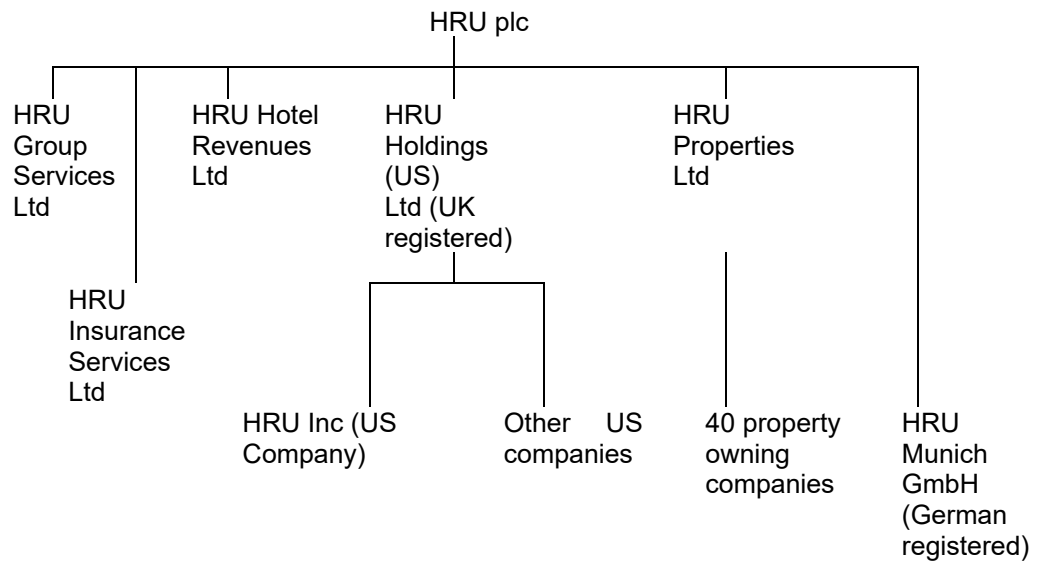 HRU plc
HRU
Group
Services
Ltd
HRU Hotel
Revenues
Ltd
HRU
Holdings
(US)
Ltd (UK
registered)
HRU
Properties
Ltd
HRU
Insurance
Services
Ltd
HRU Inc (US
Company)
Other US
companies
40 property
owning
companies
HRU
Munich
GmbH
(German
registered)